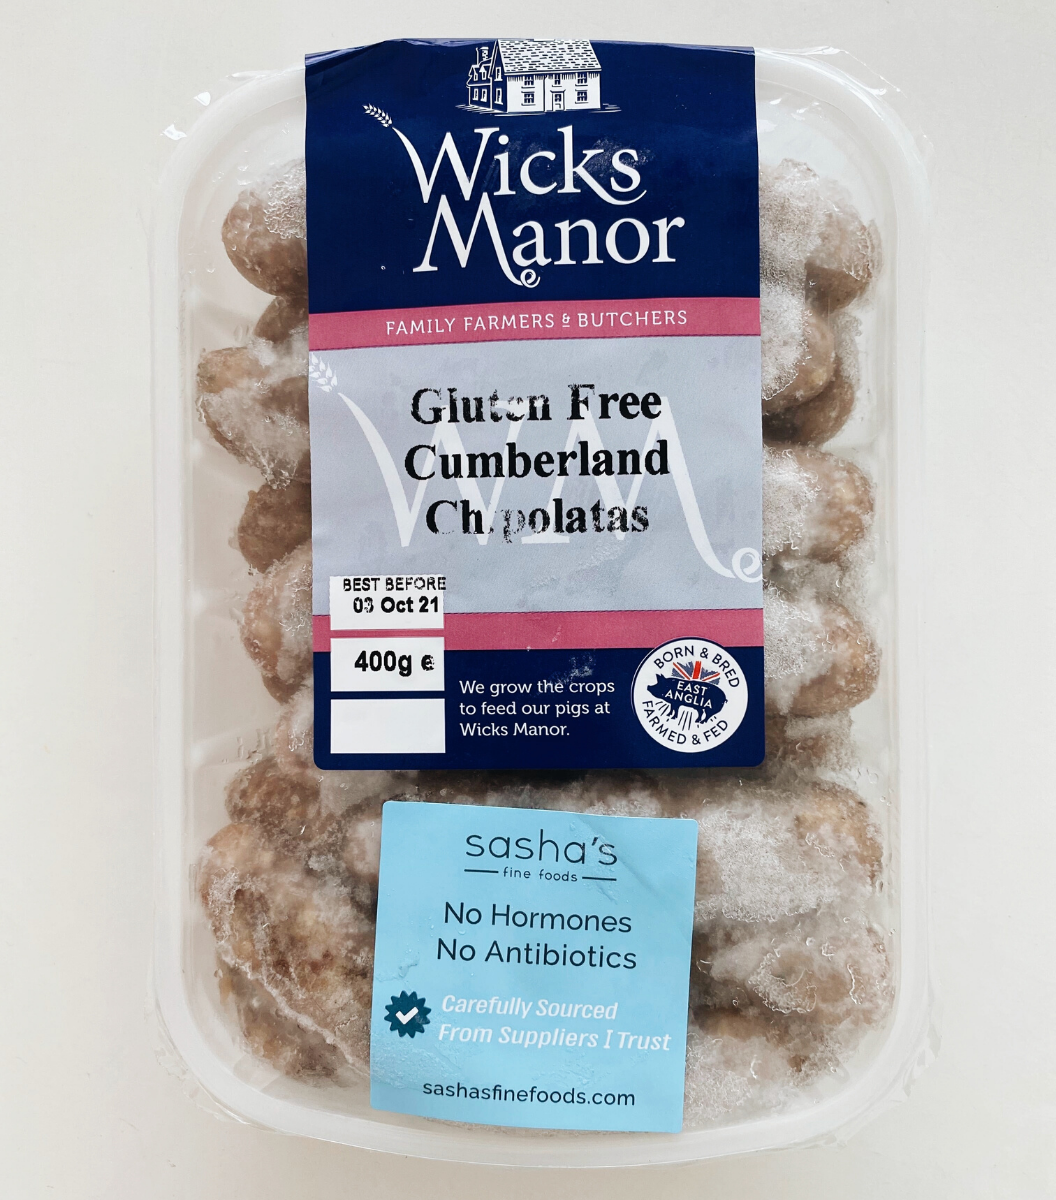 Wicks
Manor
FAMILY FARMERS & BUTCHERS
Gluten Free
Cumberland
Chipolatas
BEST BEFORE
03 Oct 21
400g e
We grow the crops
to feed our pigs at
Wicks Manor.
BORN & BRED
EAST
ANGLIA
FARMED & FED
sasha's
fine foods
No Hormones
No Antibiotics
Carefully Sourced
From Suppliers I Trust
sashasfinefoods.com